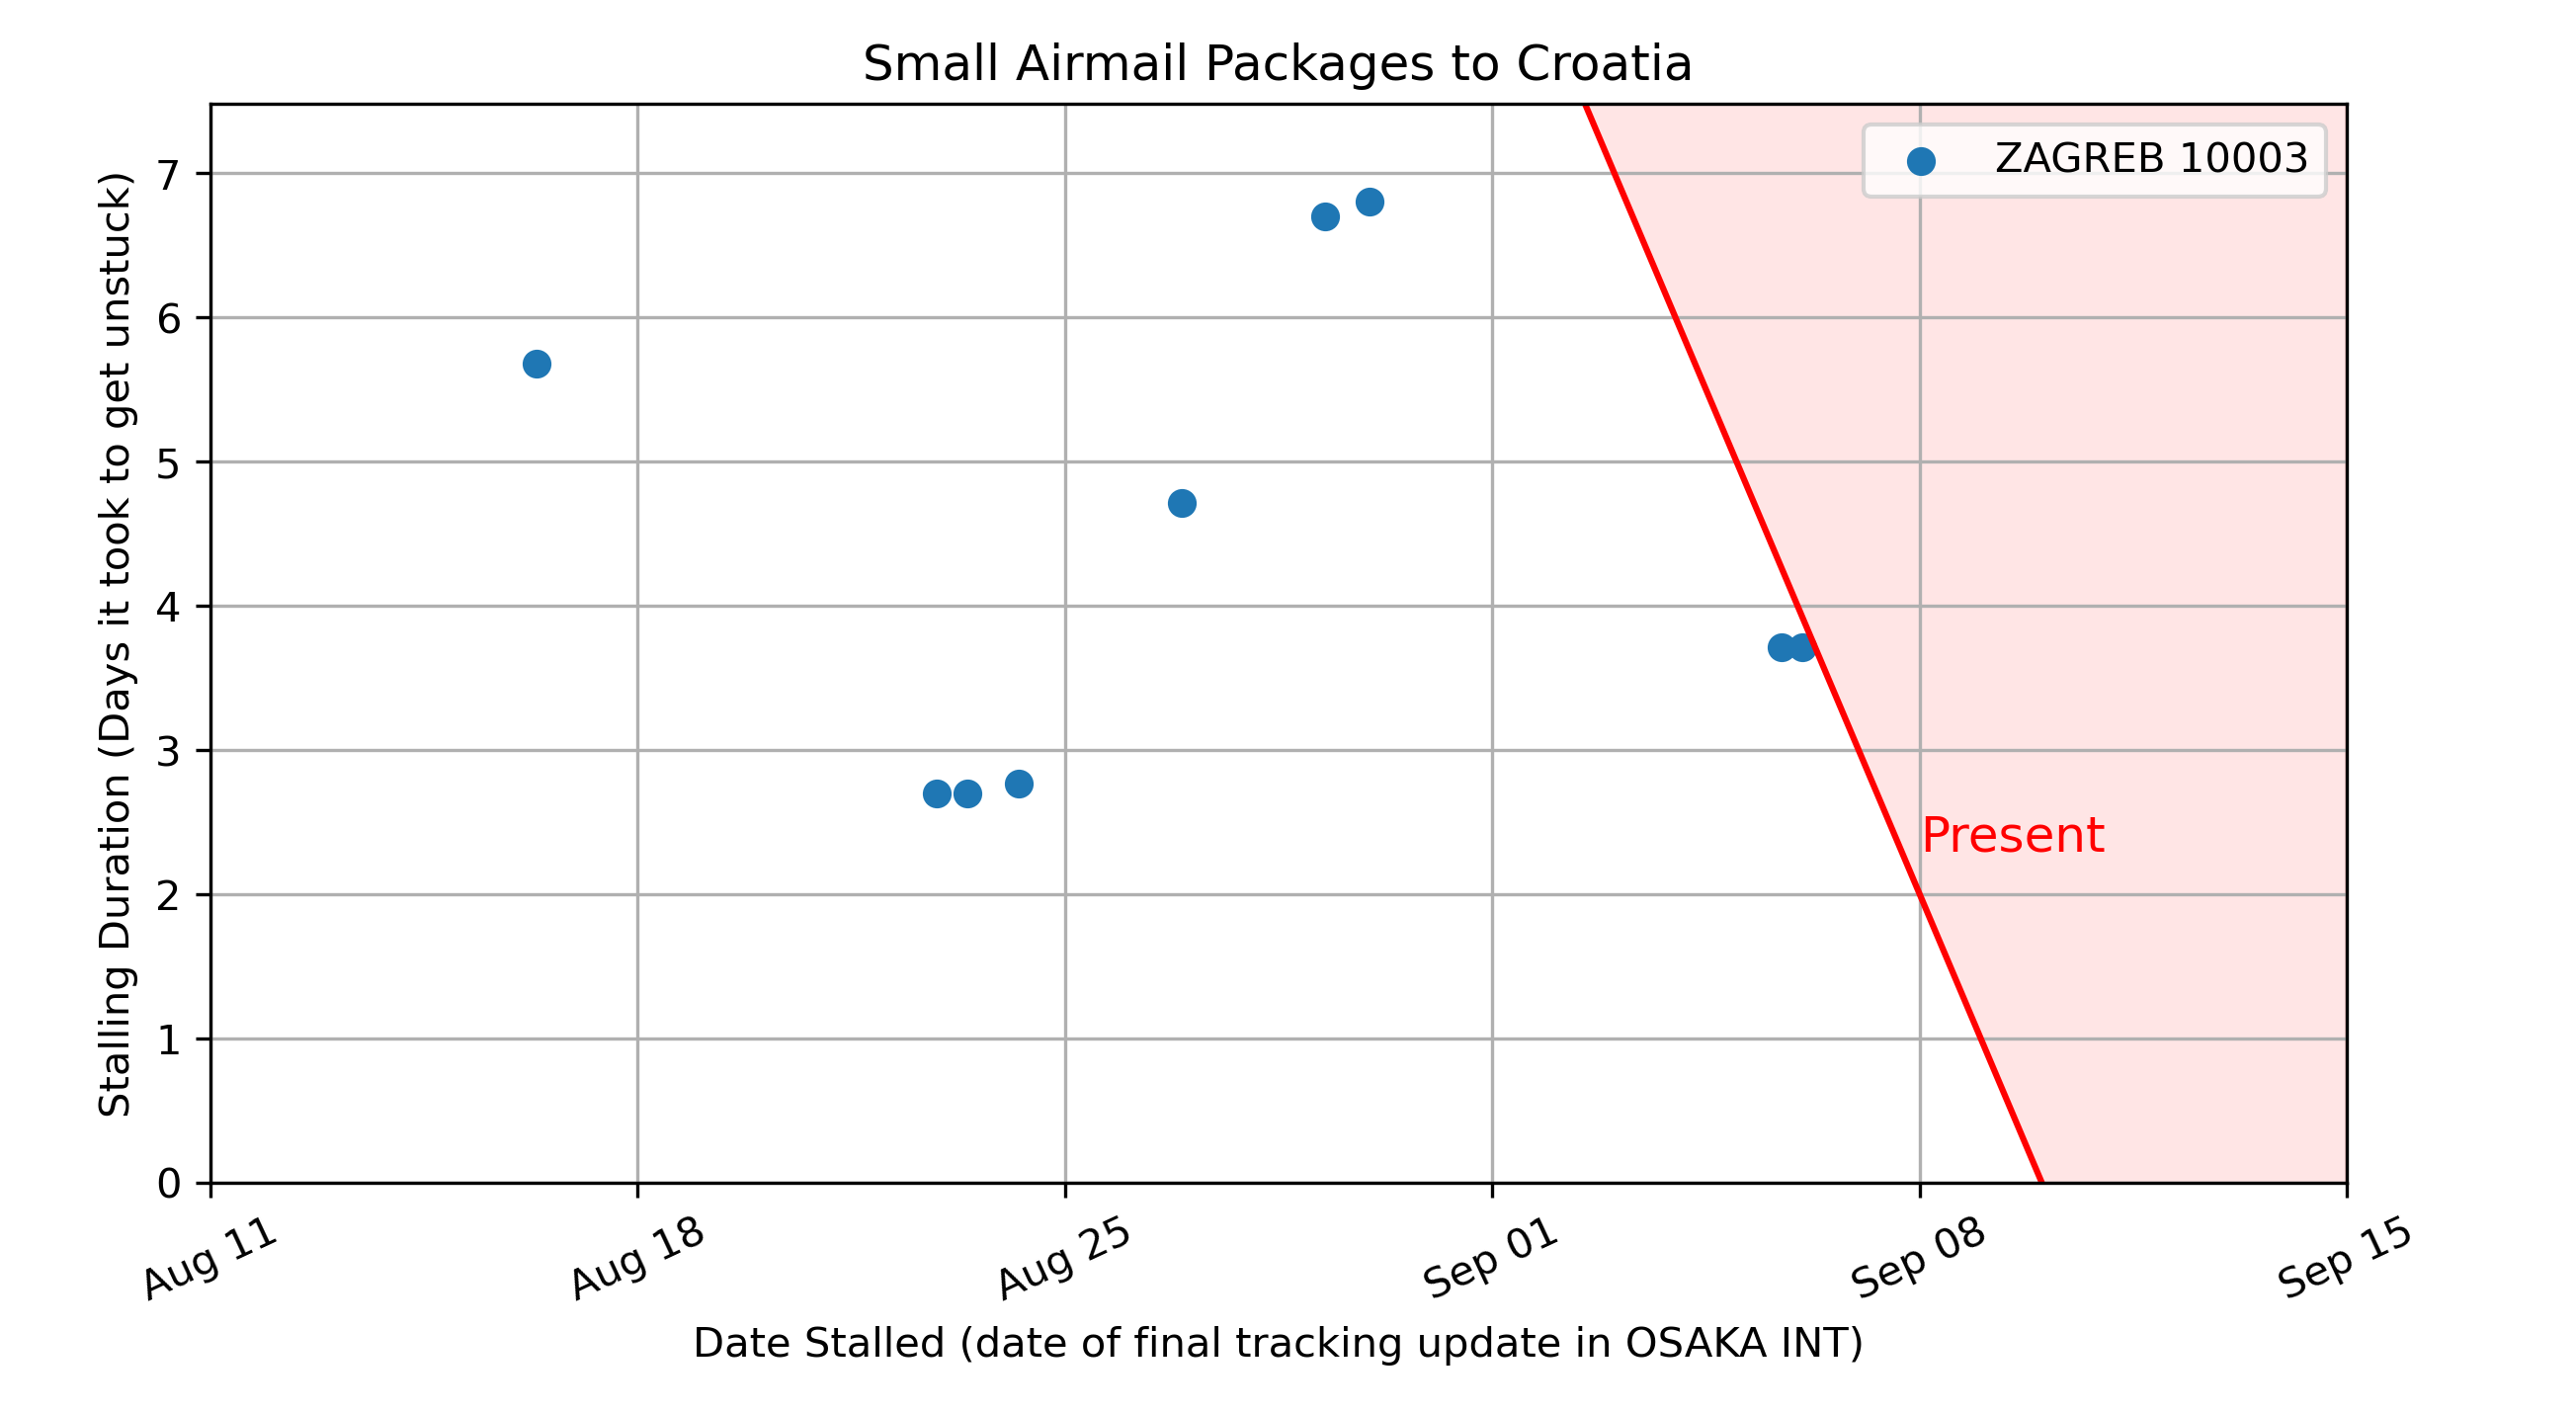 Small Airmail Packages to Croatia
ZAGREB 10003
Stalling Duration (Days it took to get unstuck)
7
6
5
4
3
2
1
0
Present
Aug 11
Aug 18
Aug 25
Sep 01
Sep 08
Sep 15
Date Stalled (date of final tracking update in OSAKA INT)